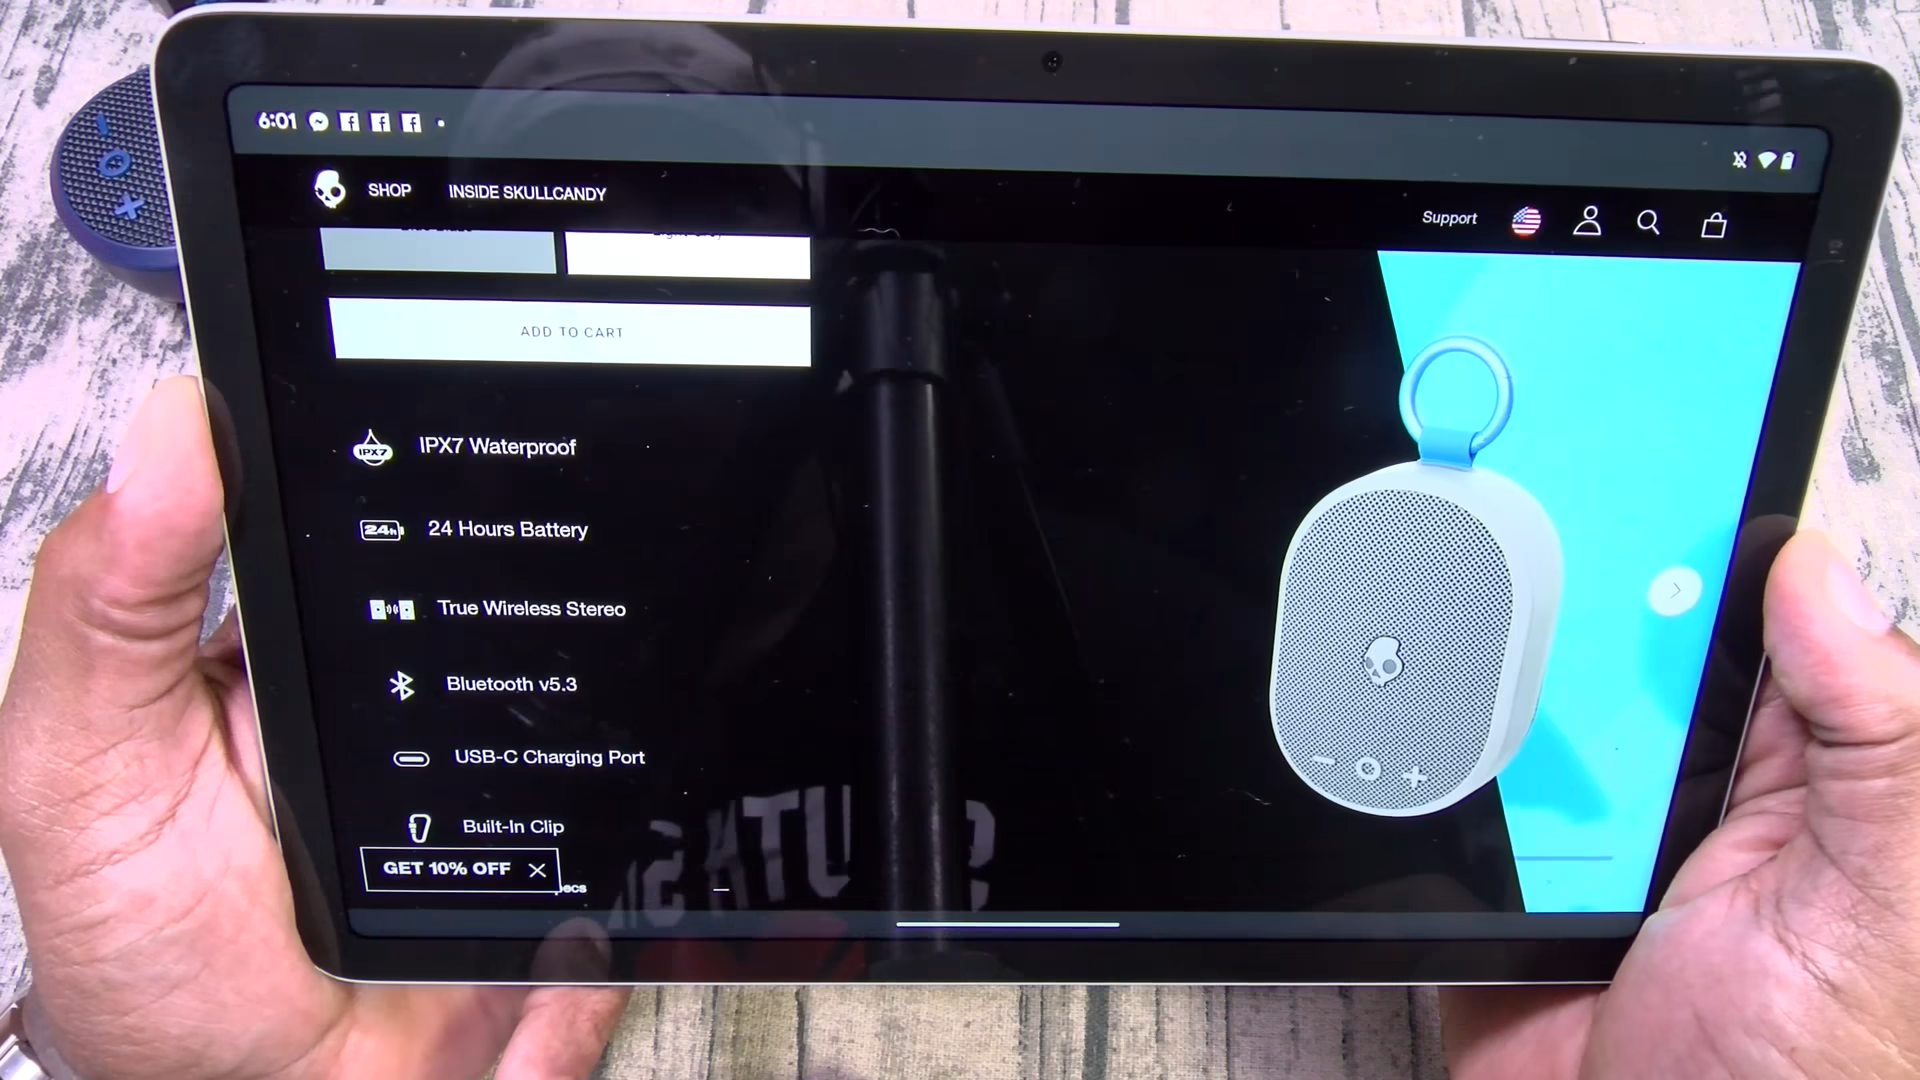 6:01
SHOP INSIDE SKULLCANDY
Support
ADD TO CART
IPX7 IPX7 Waterproof
24h 24 Hours Battery
True Wireless Stereo
Bluetooth v5.3
USB-C Charging Port
Built-In Clip
GET 10% OFF